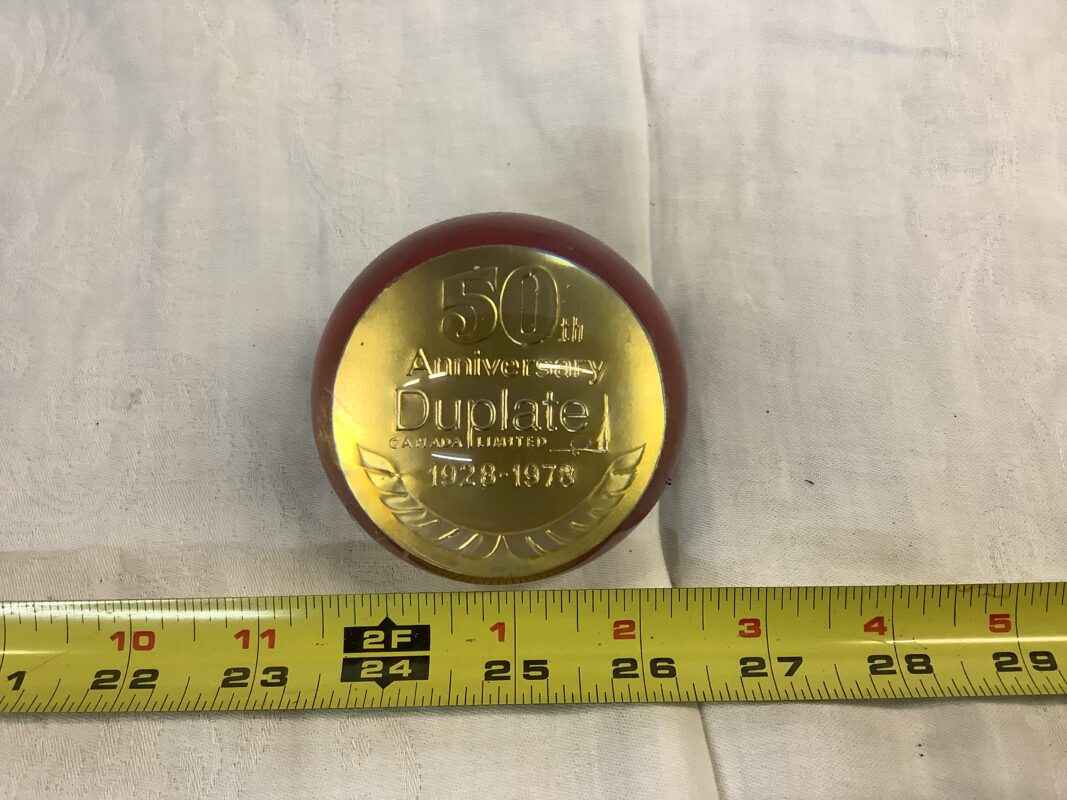 50th
Anniversary
Duplate
CANADA LIMITED
1928-1978
10 11 2F 1 2 3 4 5
1 22 23 24 25 26 27 28 29